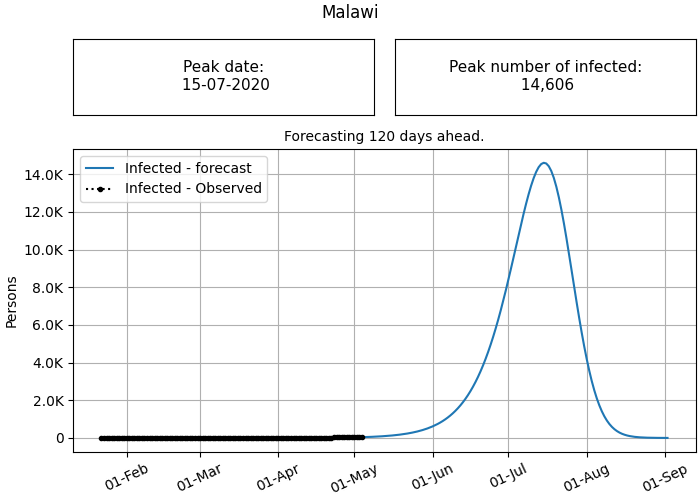 Malawi
Peak date:
15-07-2020
Peak number of infected:
14,606
Forecasting 120 days ahead.
Infected - forecast
Infected - Observed
14.0K
12.0K
10.0K
8.0K
6.0K
4.0K
2.0K
0
Persons
01-Feb
01-Mar
01-Apr
01-May
01-Jun
01-Jul
01-Aug
01-Sep